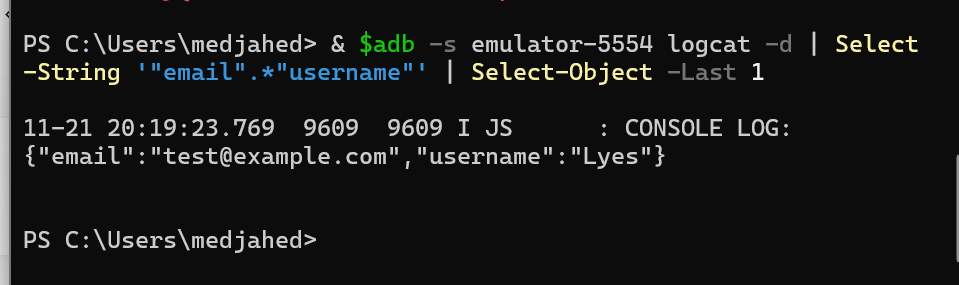 PS C:\Users\medjahed> & $adb -s emulator-5554 logcat -d | Select
-String '"email".*"username"' | Select-Object -Last 1
11-21 20:19:23.769  9609  9609 I JS      : CONSOLE LOG:
{"email":"test@example.com","username":"Lyes"}
PS C:\Users\medjahed>